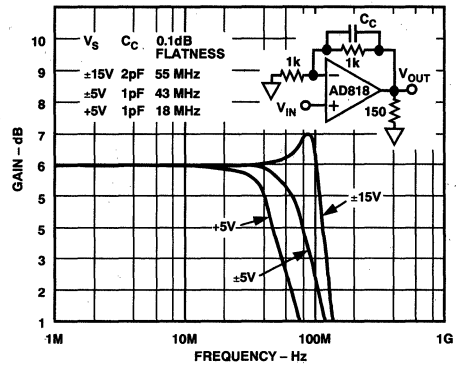 V_S C_C 0.1dB FLATNESS
±15V 2pF 55 MHz
±5V 1pF 43 MHz
+5V 1pF 18 MHz
C_C
1k
1k
−
+
AD818
V_IN
V_OUT
150
GAIN – dB
10
9
8
7
6
5
5
3
2
1
±15V
+5V
±5V
1M 10M 100M 1G
FREQUENCY – Hz